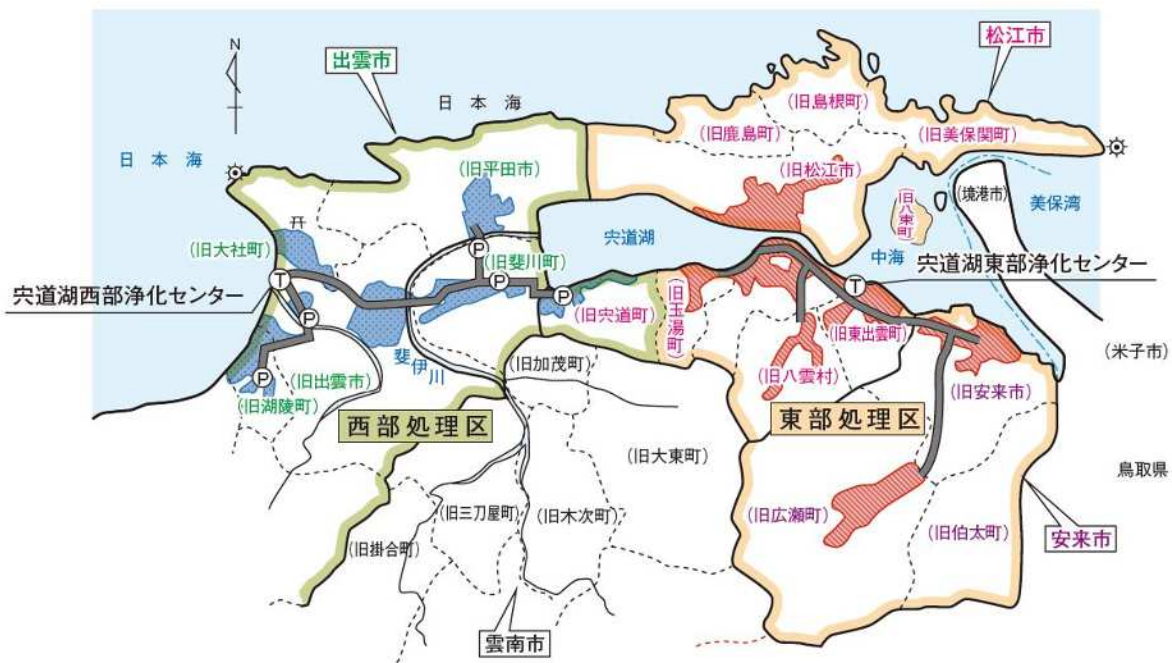 N
出雲市
松江市
日本海
日本海
(旧島根町)
(旧鹿島町)
(旧美保関町)
(旧平田市)
(旧松江市)
(旧八束町)
(境港市)
美保湾
开
(旧大社町)
宍道湖
中海
P
(旧斐川町)
宍道湖東部浄化センター
T
宍道湖西部浄化センター
P
P
T
(旧宍道町)
(旧玉湯町)
(旧東出雲町)
P
斐伊川
(旧加茂町)
(旧八雲村)
(米子市)
P
(旧出雲市)
(旧安来市)
(旧湖陵町)
西部処理区
東部処理区
(旧大東町)
鳥取県
(旧三刀屋町)
(旧木次町)
(旧広瀬町)
(旧伯太町)
安来市
(旧掛合町)
雲南市